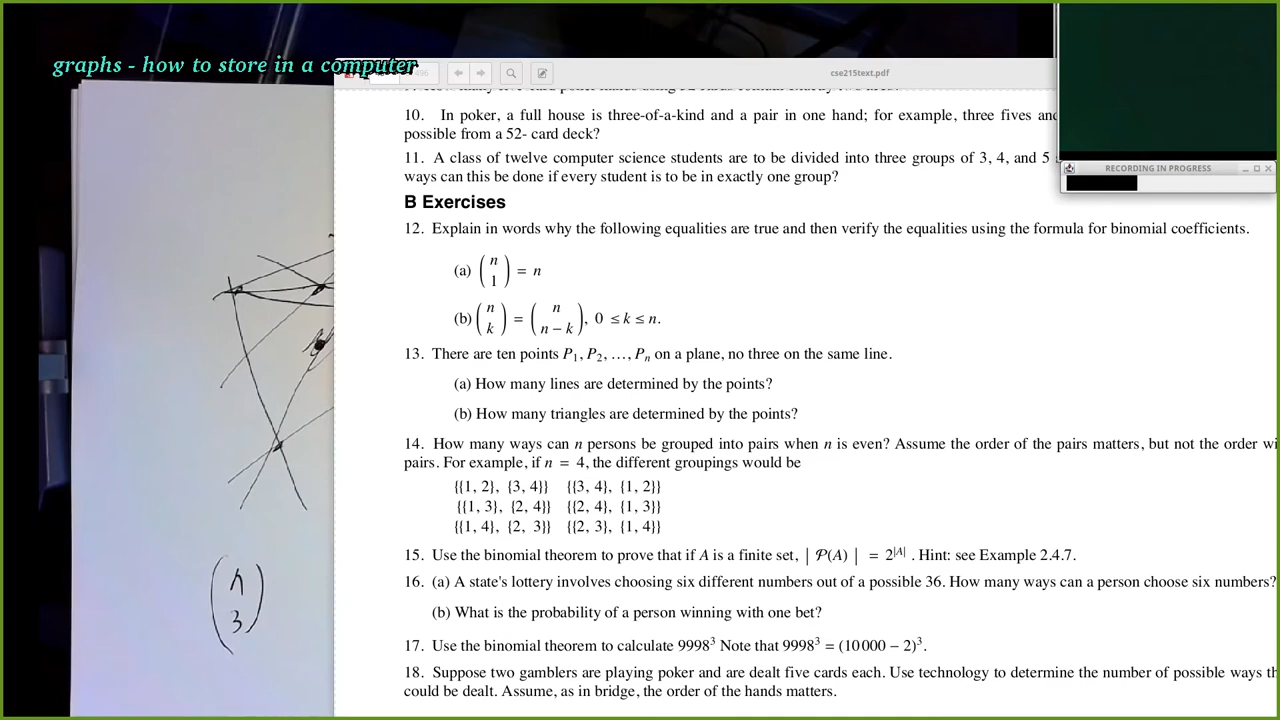 graphs - how to store in a computer
496
cse215text.pdf
RECORDING IN PROGRESS
10. In poker, a full house is three-of-a-kind and a pair in one hand; for example, three fives and
possible from a 52- card deck?
11. A class of twelve computer science students are to be divided into three groups of 3, 4, and 5
ways can this be done if every student is to be in exactly one group?
B Exercises
12. Explain in words why the following equalities are true and then verify the equalities using the formula for binomial coefficients.
(a) (n 1) = n
(b) (n k) = (n n − k), 0 ≤ k ≤ n.
13. There are ten points P₁, P₂, …, Pₙ on a plane, no three on the same line.
(a) How many lines are determined by the points?
(b) How many triangles are determined by the points?
14. How many ways can n persons be grouped into pairs when n is even? Assume the order of the pairs matters, but not the order wi
pairs. For example, if n = 4, the different groupings would be
{{1, 2}, {3, 4}} {{3, 4}, {1, 2}}
{{1, 3}, {2, 4}} {{2, 4}, {1, 3}}
{{1, 4}, {2, 3}} {{2, 3}, {1, 4}}
15. Use the binomial theorem to prove that if A is a finite set, | 𝒫(A) | = 2^|A| . Hint: see Example 2.4.7.
16. (a) A state's lottery involves choosing six different numbers out of a possible 36. How many ways can a person choose six numbers?
(b) What is the probability of a person winning with one bet?
17. Use the binomial theorem to calculate 9998³ Note that 9998³ = (10 000 − 2)³.
18. Suppose two gamblers are playing poker and are dealt five cards each. Use technology to determine the number of possible ways th
could be dealt. Assume, as in bridge, the order of the hands matters.
(n
3)